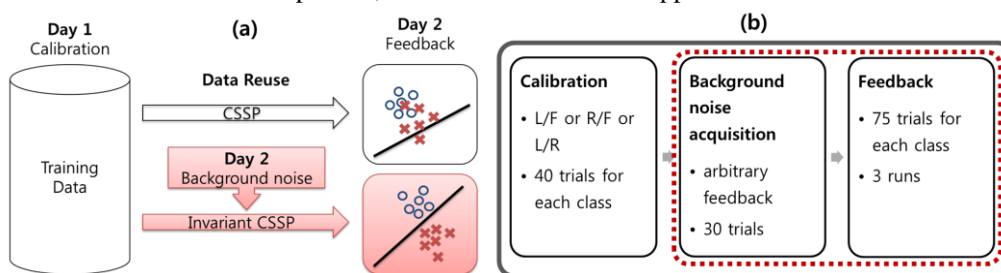 Day 1
Calibration
(a)
Day 2
Feedback
Data Reuse
CSSP
Day 2
Background noise
Training
Data
Invariant CSSP
(b)
Calibration
• L/F or R/F or
L/R
• 40 trials for
each class
Background
noise
acquisition
• arbitrary
feedback
• 30 trials
Feedback
• 75 trials for
each class
• 3 runs